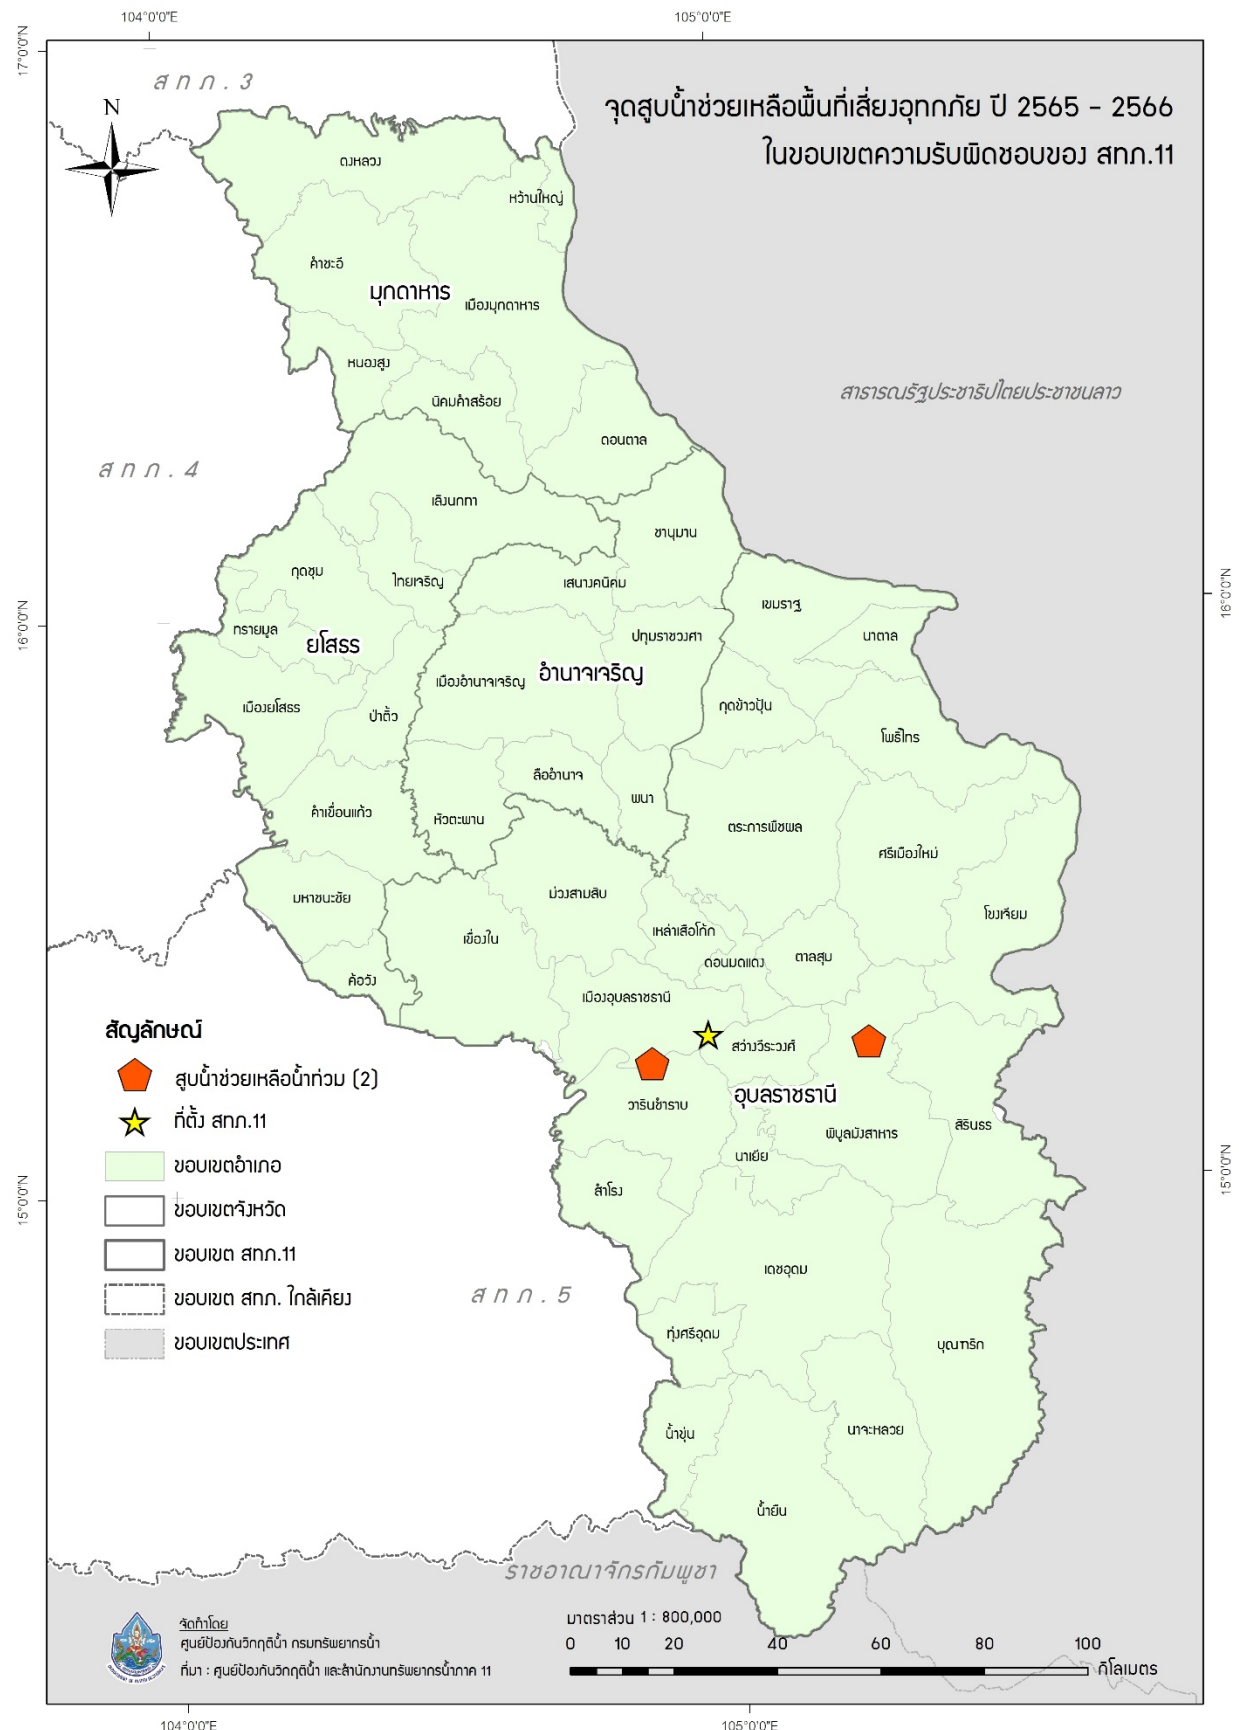 104°0'0"E
105°0'0"E
17°0'0"N
ส ท ภ . 3
N
จุดสูบน้ำช่วยเหลือพื้นที่เสี่ยงอุทกภัย ปี 2565 - 2566
ในขอบเขตความรับผิดชอบของ สทภ.11
ดงหลวง
หว้านใหญ่
คำชะอี
มุกดาหาร
เมืองมุกดาหาร
หนองสูง
นิคมคำสร้อย
ดอนตาล
สาธารณรัฐประชาธิปไตยประชาชนลาว
ส ท ภ . 4
เลิงนกทา
ชานุมาน
กุดชุม
ไทยเจริญ
เสนางคนิคม
เขมราฐ
16°0'0"N
16°0'0"N
ทรายมูล
ยโสธร
ปทุมราชวงศา
นาตาล
เมืองอำนาจเจริญ
อำนาจเจริญ
เมืองยโสธร
ป่าติ้ว
กุดข้าวปุ้น
โพธิ์ไทร
ลืออำนาจ
พนา
คำเขื่อนแก้ว
หัวตะพาน
ตระการพืชผล
ศรีเมืองใหม่
มหาชนะชัย
ม่วงสามสิบ
โขงเจียม
เขื่องใน
เหล่าเสือโก้ก
ดอนมดแดง
ตาลสุม
ค้อวัง
เมืองอุบลราชธานี
สัญลักษณ์
สว่างวีระวงศ์
สูบน้ำช่วยเหลือน้ำท่วม (2)
วารินชำราบ
อุบลราชธานี
ที่ตั้ง สทภ.11
พิบูลมังสาหาร
สิรินธร
ขอบเขตอำเภอ
นาเยีย
15°0'0"N
15°0'0"N
สำโรง
ขอบเขตจังหวัด
ขอบเขต สทภ.11
เดชอุดม
ขอบเขต สทภ. ใกล้เคียง
ส ท ภ . 5
ขอบเขตประเทศ
ทุ่งศรีอุดม
บุณฑริก
น้ำขุ่น
นาจะหลวย
น้ำยืน
ราชอาณาจักรกัมพูชา
จัดทำโดย
ศูนย์ป้องกันวิกฤติน้ำ กรมทรัพยากรน้ำ
ที่มา : ศูนย์ป้องกันวิกฤติน้ำ และสำนักงานทรัพยากรน้ำภาค 11
มาตราส่วน 1 : 800,000
0 10 20 40 60 80 100
กิโลเมตร
104°0'0"E
105°0'0"E